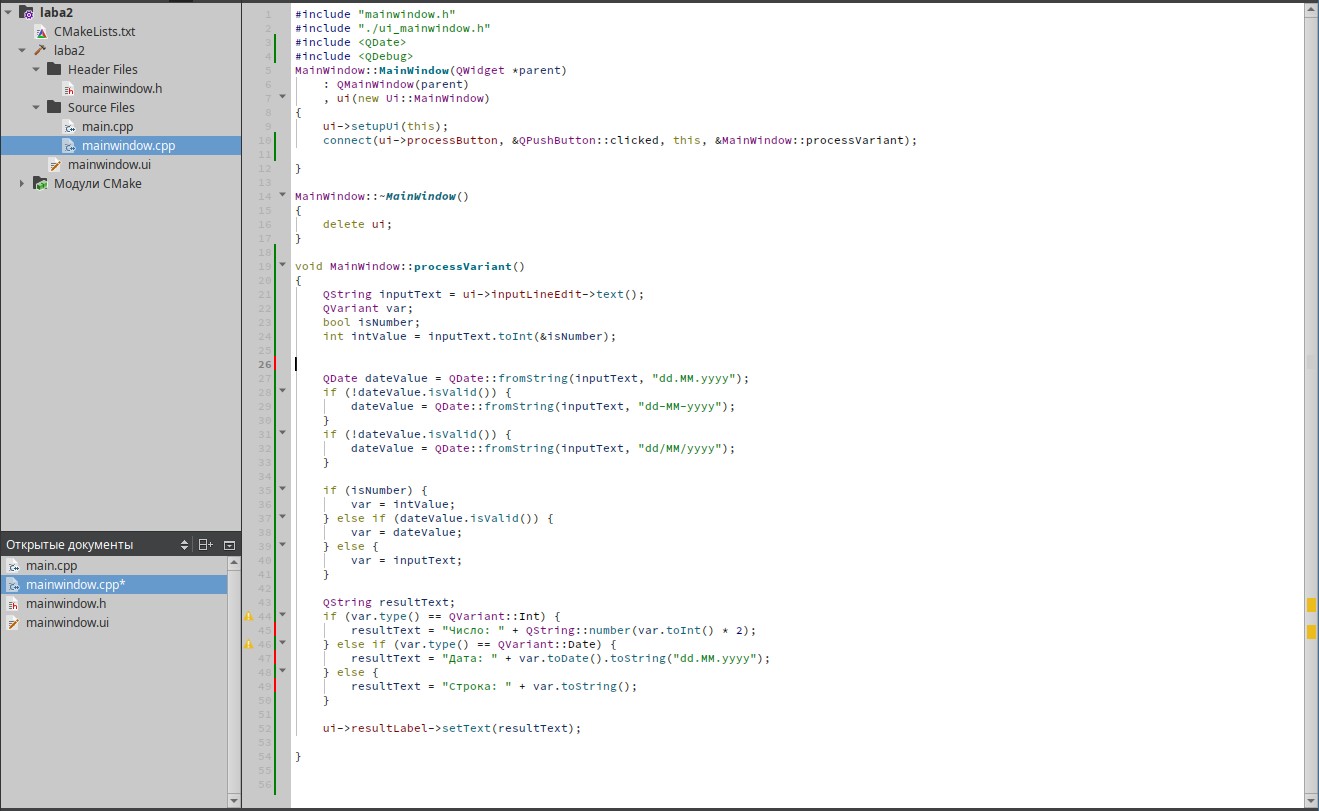 laba2
CMakeLists.txt
laba2
Header Files
mainwindow.h
Source Files
main.cpp
mainwindow.cpp
mainwindow.ui
Модули CMake
Открытые документы
main.cpp
mainwindow.cpp*
mainwindow.h
mainwindow.ui
1 #include "mainwindow.h"
2 #include "./ui_mainwindow.h"
3 #include <QDate>
4 #include <QDebug>
5 MainWindow::MainWindow(QWidget *parent)
6     : QMainWindow(parent)
7     , ui(new Ui::MainWindow)
8 {
9     ui->setupUi(this);
10     connect(ui->processButton, &QPushButton::clicked, this, &MainWindow::processVariant);
11
12 }
13
14 MainWindow::~MainWindow()
15 {
16     delete ui;
17 }
18
19 void MainWindow::processVariant()
20 {
21     QString inputText = ui->inputLineEdit->text();
22     QVariant var;
23     bool isNumber;
24     int intValue = inputText.toInt(&isNumber);
25
26
27     QDate dateValue = QDate::fromString(inputText, "dd.MM.yyyy");
28     if (!dateValue.isValid()) {
29         dateValue = QDate::fromString(inputText, "dd-MM-yyyy");
30     }
31     if (!dateValue.isValid()) {
32         dateValue = QDate::fromString(inputText, "dd/MM/yyyy");
33     }
34
35     if (isNumber) {
36         var = intValue;
37     } else if (dateValue.isValid()) {
38         var = dateValue;
39     } else {
40         var = inputText;
41     }
42
43     QString resultText;
44     if (var.type() == QVariant::Int) {
45         resultText = "Число: " + QString::number(var.toInt() * 2);
46     } else if (var.type() == QVariant::Date) {
47         resultText = "Дата: " + var.toDate().toString("dd.MM.yyyy");
48     } else {
49         resultText = "Строка: " + var.toString();
50     }
51
52     ui->resultLabel->setText(resultText);
53
54 }
55
56